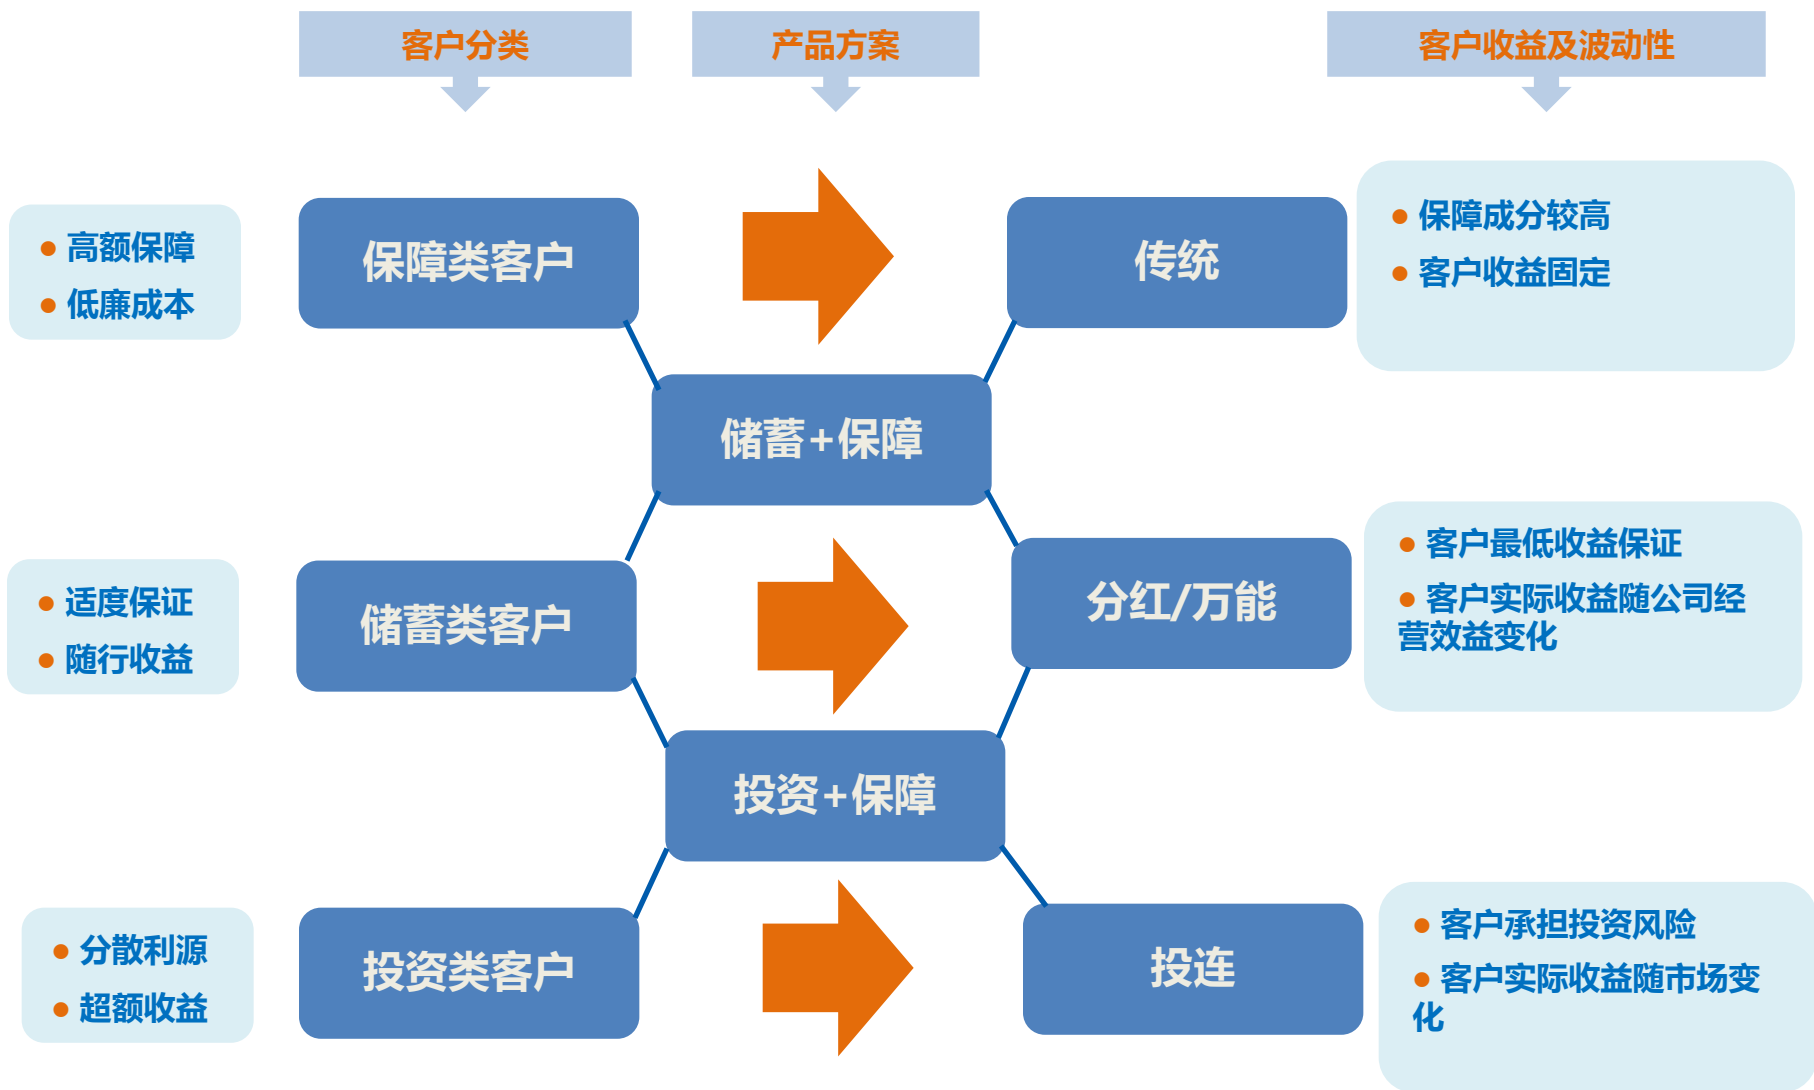 客户分类
产品方案
客户收益及波动性
高额保障
低廉成本
保障类客户
传统
保障成分较高
客户收益固定
储蓄+保障
适度保证
随行收益
储蓄类客户
分红/万能
客户最低收益保证
客户实际收益随公司经
营效益变化
投资+保障
分散利源
超额收益
投资类客户
投连
客户承担投资风险
客户实际收益随市场变
化